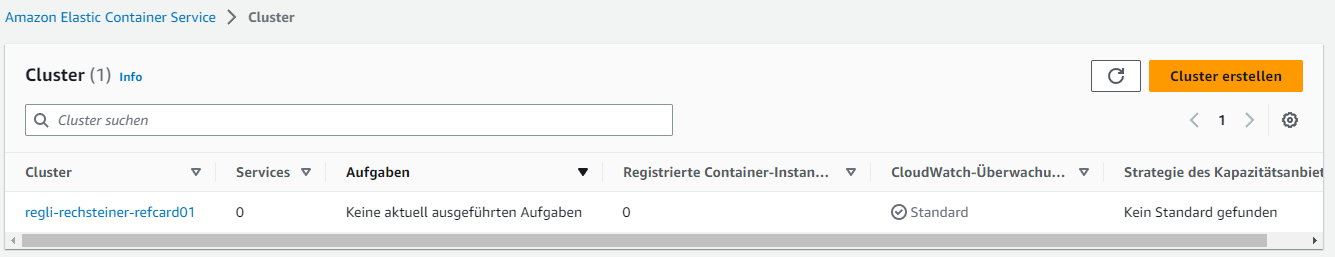 Amazon Elastic Container Service > Cluster
Cluster (1) Info
Cluster erstellen
Cluster suchen
1
Cluster Services Aufgaben Registrierte Container-Instan... CloudWatch-Überwachu... Strategie des Kapazitätsanbiet
regli-rechsteiner-refcard01 0 Keine aktuell ausgeführten Aufgaben 0 Standard Kein Standard gefunden